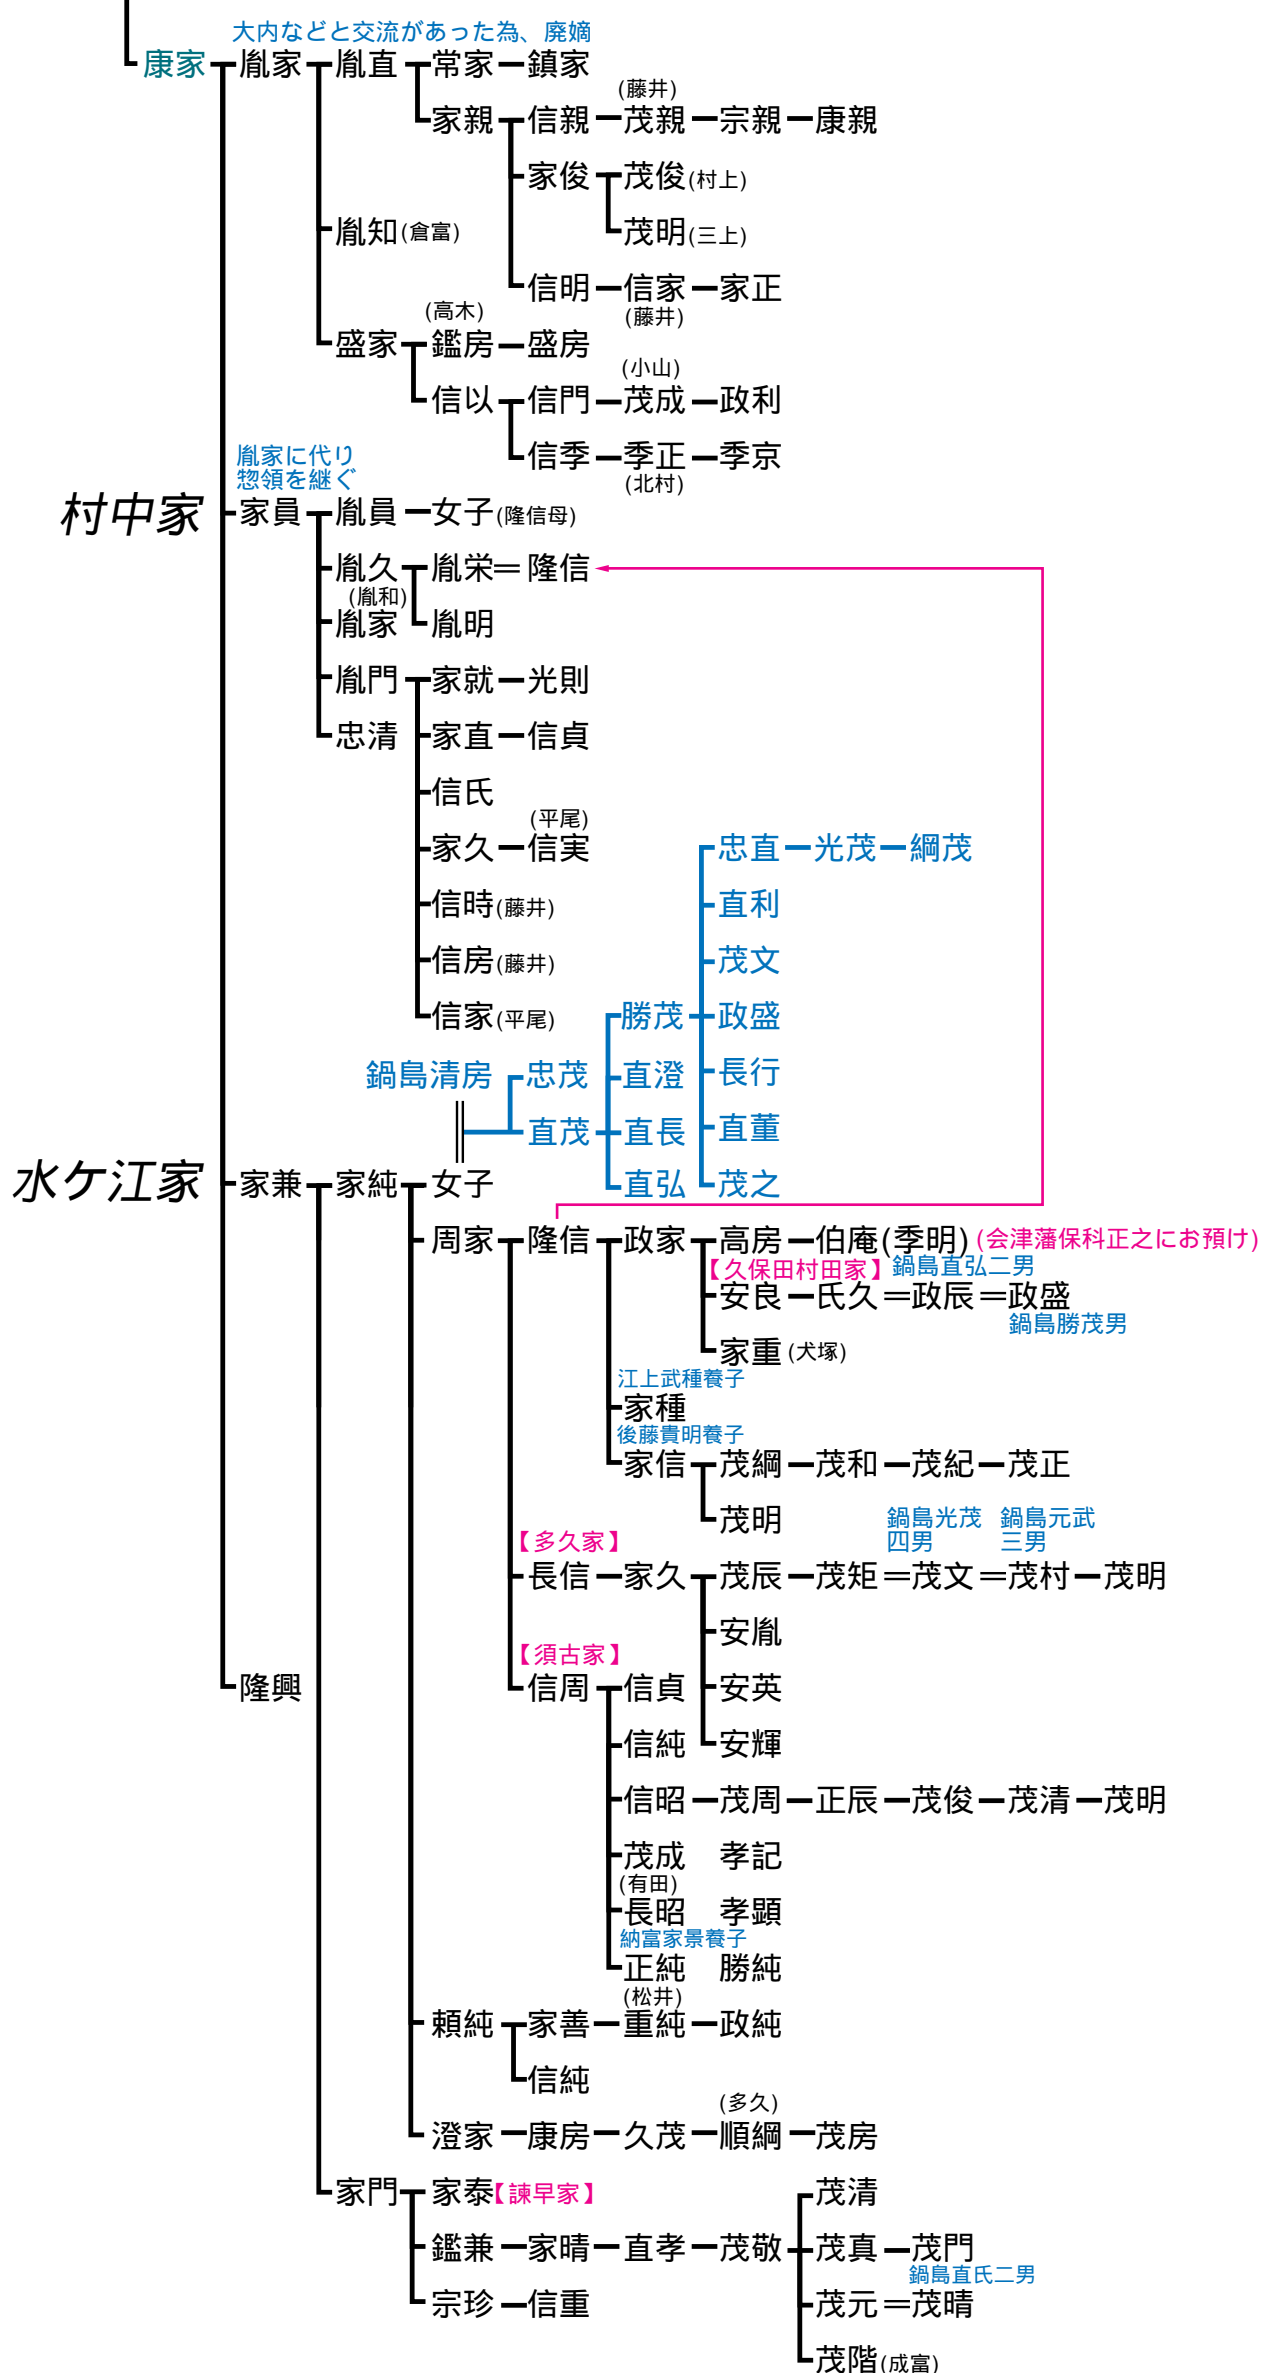 大内などと交流があった為、廃嫡
康家 胤家 胤直 常家 鎮家
(藤井)
家親 信親 茂親 宗親 康親
家俊 茂俊(村上)
胤知(倉富) 茂明(三上)
信明 信家 家正
(高木) (藤井)
盛家 鑑房 盛房
(小山)
信以 信門 茂成 政利
胤家に代り
惣領を継ぐ
信季 季正 季京
(北村)
村中家 家員 胤員 女子(隆信母)
胤久 胤栄 隆信
(胤和)
胤家 胤明
胤門 家就 光則
忠清 家直 信貞
信氏
(平尾)
家久 信実 忠直 光茂 綱茂
信時(藤井) 直利
信房(藤井) 茂文
信家(平尾) 勝茂 政盛
鍋島清房 忠茂 直澄 長行
直茂 直長 直董
水ケ江家 家兼 家純 女子 直弘 茂之
周家 隆信 政家 高房 伯庵(季明)(会津藩保科正之にお預け)
【久保田村田家】 鍋島直弘二男
安良 氏久 政辰 政盛
鍋島勝茂男
家重(犬塚)
江上武種養子
家種
後藤貴明養子
家信 茂綱 茂和 茂紀 茂正
茂明
鍋島光茂 鍋島元武
四男 三男
【多久家】
長信 家久 茂辰 茂矩 茂文 茂村 茂明
安胤
【須古家】
隆興 信周 信貞 安英
信純 安輝
信昭 茂周 正辰 茂俊 茂清 茂明
茂成 孝記
(有田)
長昭 孝顕
納富家景養子
正純 勝純
(松井)
頼純 家善 重純 政純
信純
(多久)
澄家 康房 久茂 順綱 茂房
家門 家泰【諫早家】 茂清
鑑兼 家晴 直孝 茂敬 茂真 茂門
鍋島直氏二男
宗珍 信重 茂元 茂晴
茂階(成富)